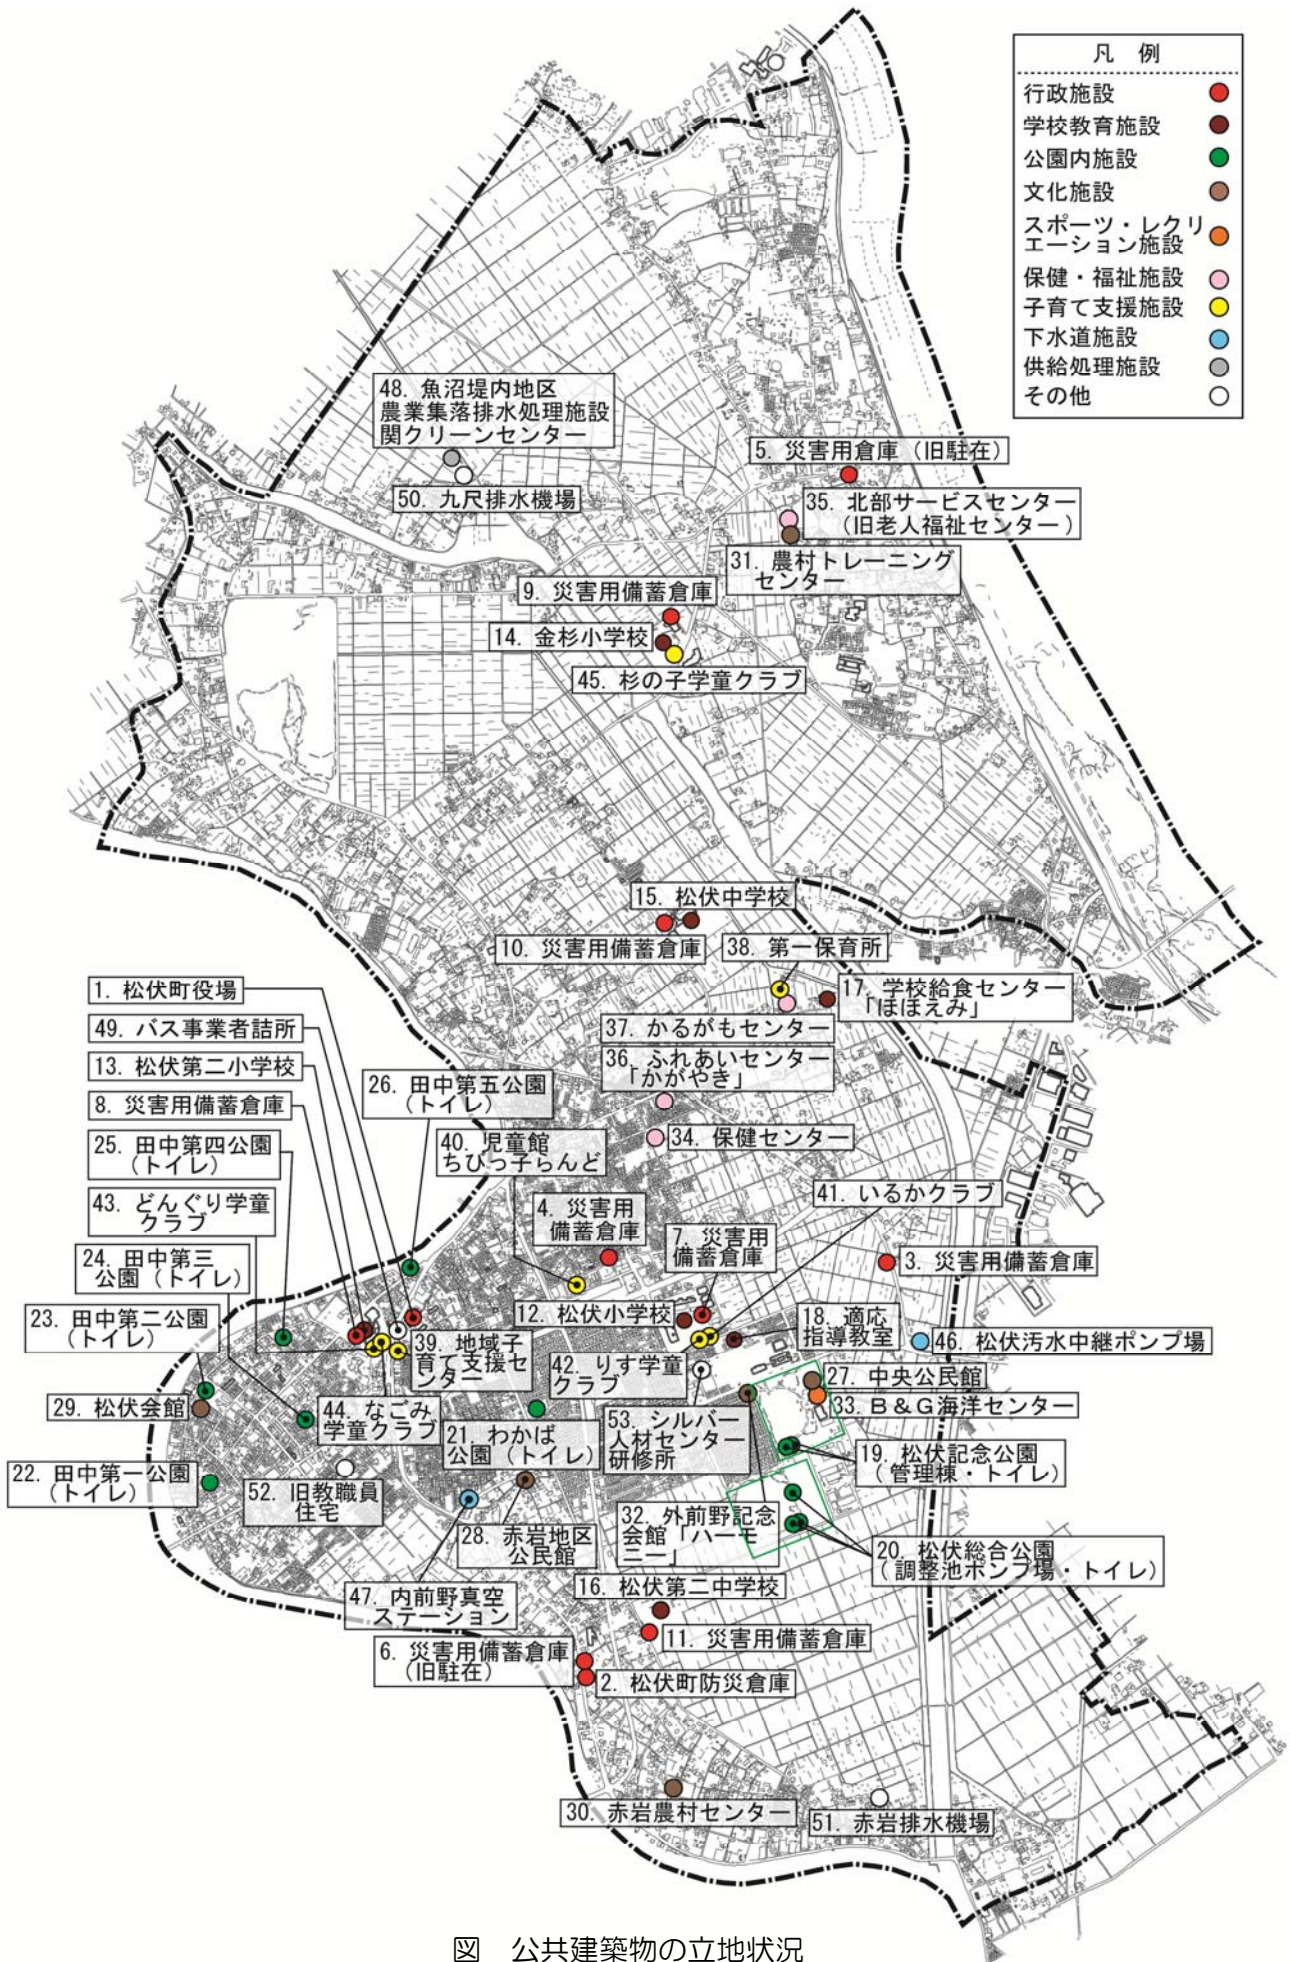 凡 例
行政施設
学校教育施設
公園内施設
文化施設
スポーツ・レクリ
エーション施設
保健・福祉施設
子育て支援施設
下水道施設
供給処理施設
その他
48. 魚沼堤内地区
農業集落排水処理施設
関クリーンセンター
50. 九尺排水機場
5. 災害用倉庫（旧駐在）
35. 北部サービスセンター
（旧老人福祉センター）
31. 農村トレーニング
センター
9. 災害用備蓄倉庫
14. 金杉小学校
45. 杉の子学童クラブ
15. 松伏中学校
10. 災害用備蓄倉庫
38. 第一保育所
17. 学校給食センター
「ほほえみ」
37. かるがもセンター
36. ふれあいセンター
「かがやき」
34. 保健センター
1. 松伏町役場
49. バス事業者詰所
13. 松伏第二小学校
8. 災害用備蓄倉庫
25. 田中第四公園
（トイレ）
43. どんぐり学童
クラブ
24. 田中第三
公園（トイレ）
23. 田中第二公園
（トイレ）
29. 松伏会館
22. 田中第一公園
（トイレ）
26. 田中第五公園
（トイレ）
40. 児童館
ちびっ子らんど
4. 災害用
備蓄倉庫
7. 災害用
備蓄倉庫
41. いるかクラブ
3. 災害用備蓄倉庫
12. 松伏小学校
18. 適応
指導教室
46. 松伏汚水中継ポンプ場
39. 地域子
育て支援セ
ンター
42. りす学童
クラブ
27. 中央公民館
33. Ｂ＆Ｇ海洋センター
44. なごみ
学童クラブ
21. わかば
公園（トイレ）
53. シルバー
人材センター
研修所
19. 松伏記念公園
（管理棟・トイレ）
52. 旧教職員
住宅
28. 赤岩地区
公民館
32. 外前野記念
会館「ハーモ
ニー」
20. 松伏総合公園
（調整池ポンプ場・トイレ）
47. 内前野真空
ステーション
16. 松伏第二中学校
11. 災害用備蓄倉庫
6. 災害用備蓄倉庫
（旧駐在）
2. 松伏町防災倉庫
30. 赤岩農村センター
51. 赤岩排水機場
図 公共建築物の立地状況